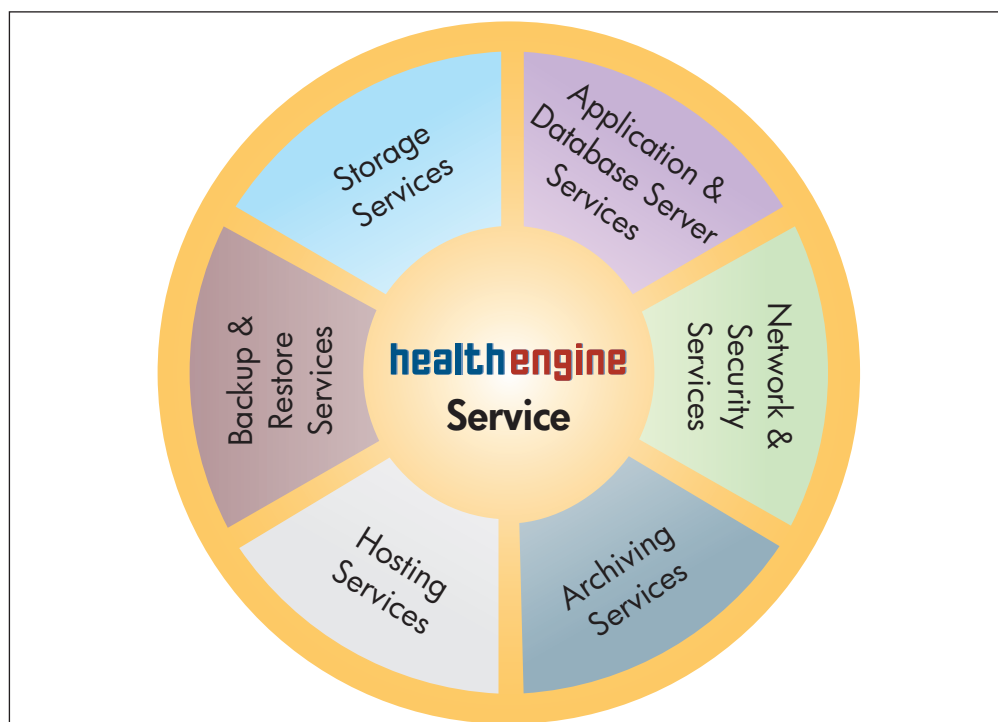 Storage
Services
Application &
Database Server
Services
Network &
Security
Services
Archiving
Services
Hosting
Services
Backup &
Restore
Services
healthengine
Service